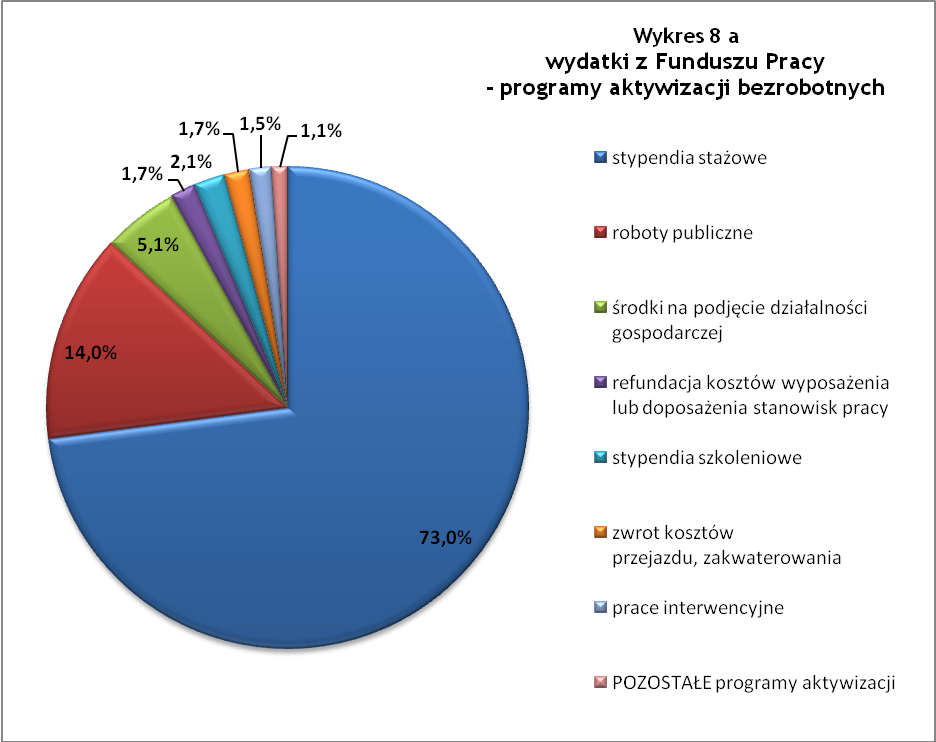 Wykres 8 a
wydatki z Funduszu Pracy
- programy aktywizacji bezrobotnych
1,7%
1,5%
1,1%
1,7%
2,1%
5,1%
14,0%
73,0%
stypendia stażowe
roboty publiczne
środki na podjęcie działalności
gospodarczej
refundacja kosztów wyposażenia
lub doposażenia stanowisk pracy
stypendia szkoleniowe
zwrot kosztów
przejazdu, zakwaterowania
prace interwencyjne
POZOSTAŁE programy aktywizacji